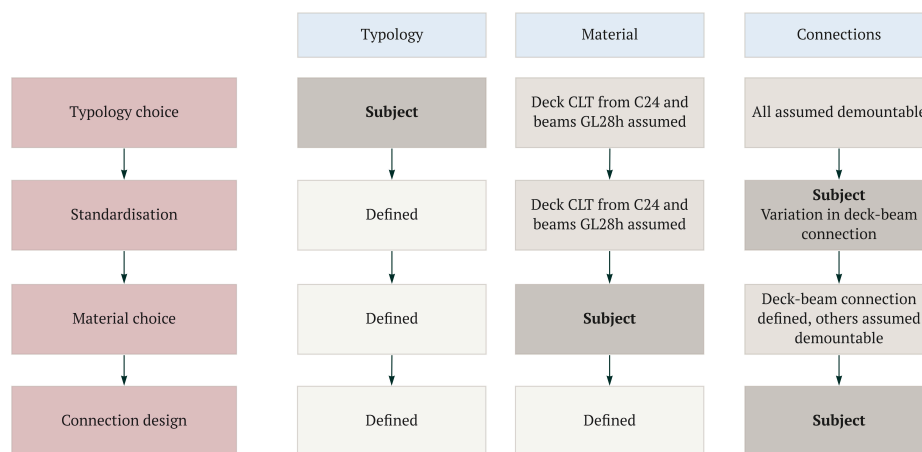 Typology
Material
Connections
Typology choice
Subject
Deck CLT from C24 and
beams GL28h assumed
All assumed demountable
Standardisation
Defined
Deck CLT from C24 and
beams GL28h assumed
Subject
Variation in deck-beam
connection
Material choice
Defined
Subject
Deck-beam connection
defined, others assumed
demountable
Connection design
Defined
Defined
Subject